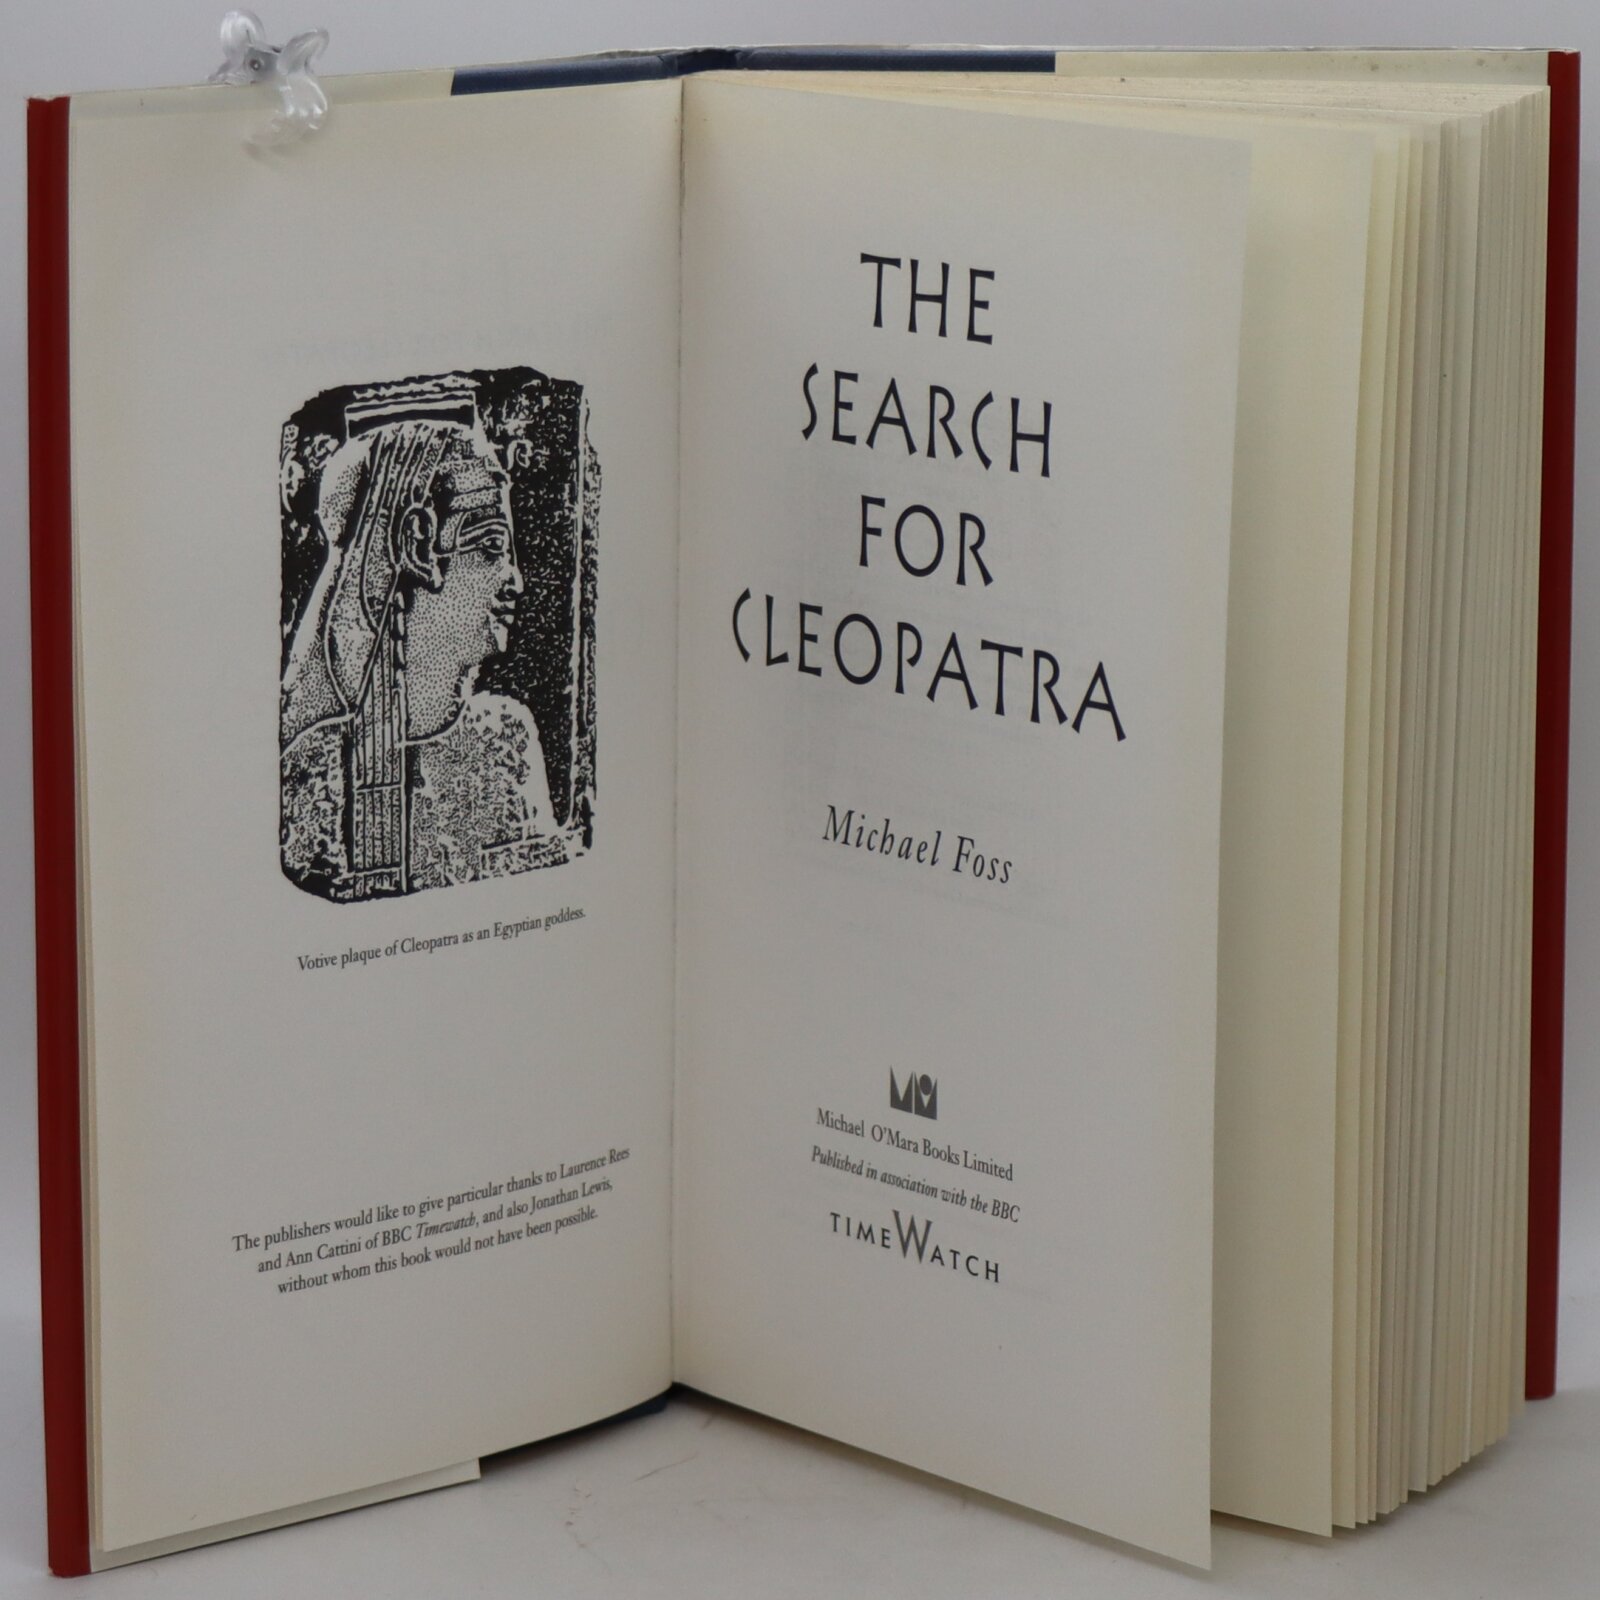 Votive plaque of Cleopatra as an Egyptian goddess.
The publishers would like to give particular thanks to Laurence Rees
and Ann Cattini of BBC Timewatch, and also Jonathan Lewis,
without whom this book would not have been possible.
THE
SEARCH
FOR
CLEOPATRA
Michael Foss
Michael O'Mara Books Limited
Published in association with the BBC
TIMEWATCH